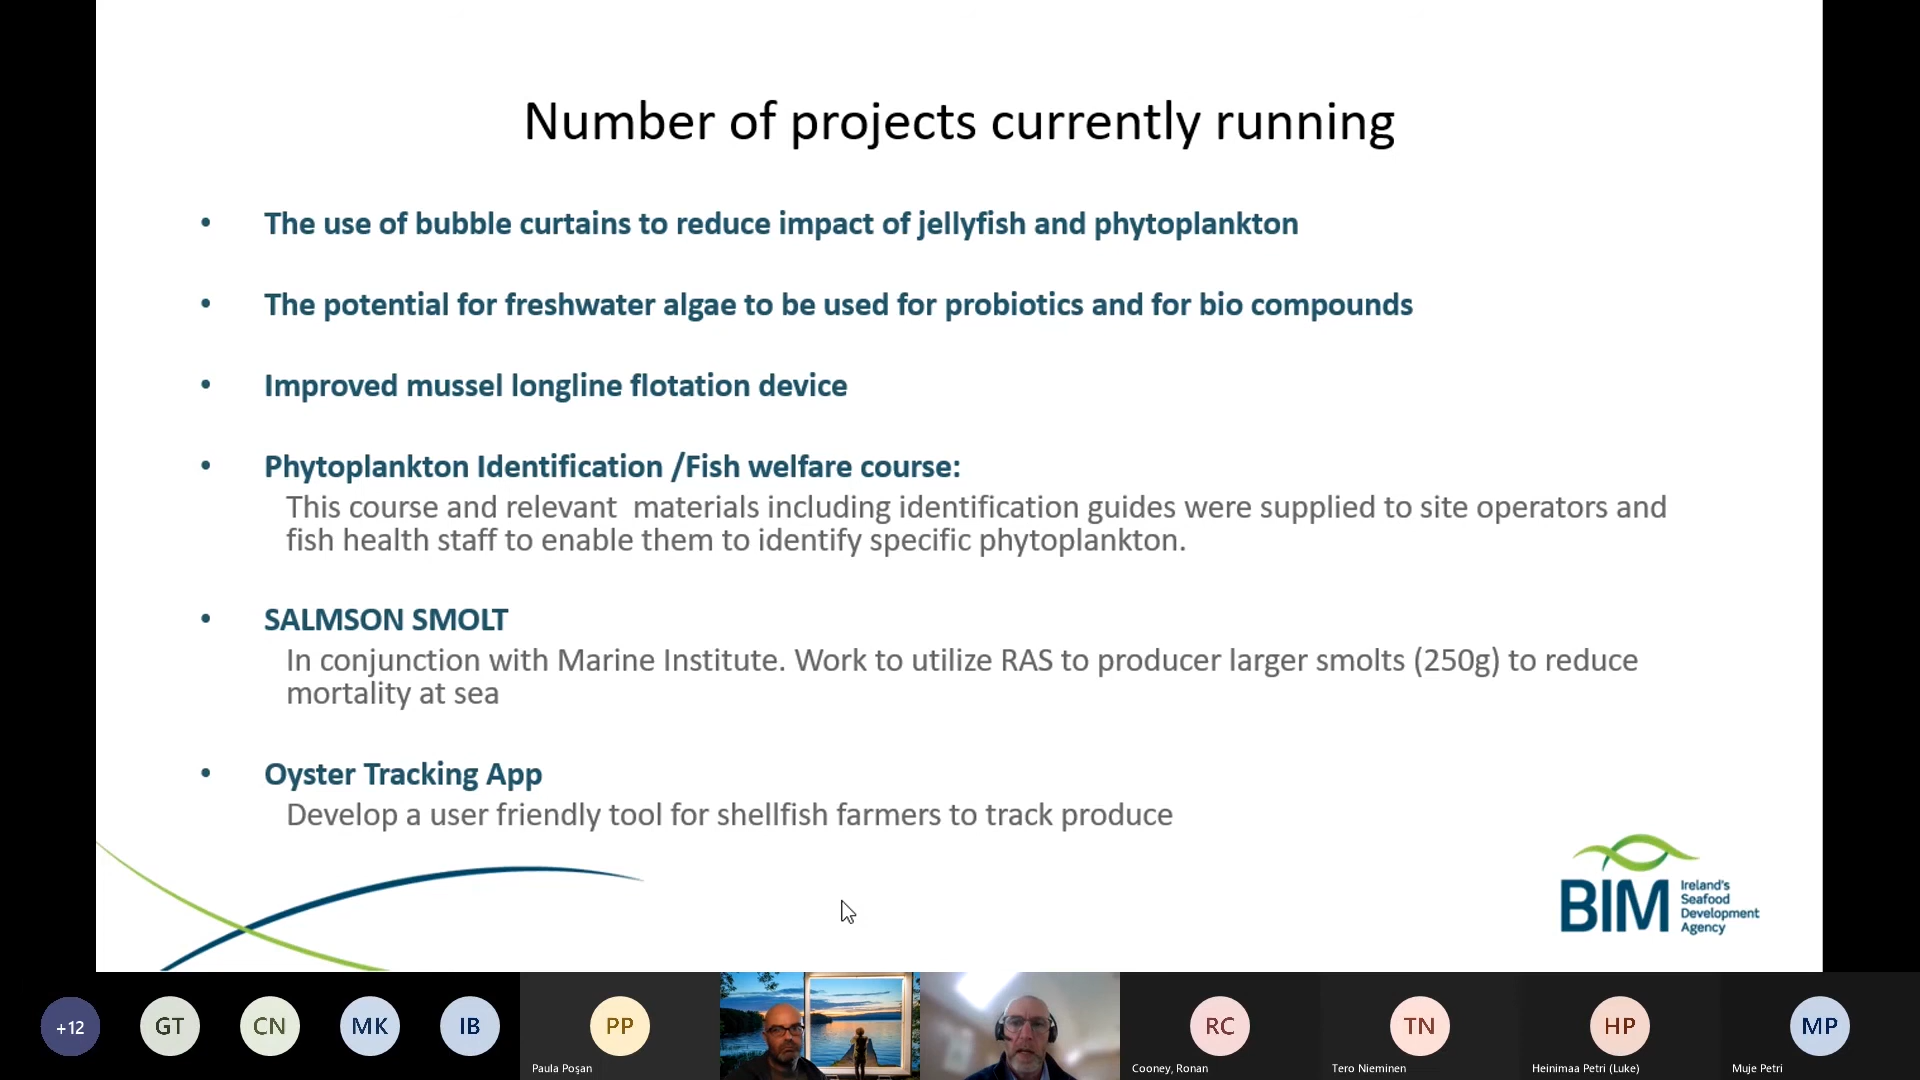 Number of projects currently running
• The use of bubble curtains to reduce impact of jellyfish and phytoplankton
• The potential for freshwater algae to be used for probiotics and for bio compounds
• Improved mussel longline flotation device
• Phytoplankton Identification /Fish welfare course:
This course and relevant  materials including identification guides were supplied to site operators and
fish health staff to enable them to identify specific phytoplankton.
• SALMSON SMOLT
In conjunction with Marine Institute. Work to utilize RAS to producer larger smolts (250g) to reduce
mortality at sea
• Oyster Tracking App
Develop a user friendly tool for shellfish farmers to track produce
BIM
Ireland's
Seafood
Development
Agency
+12
GT
CN
MK
IB
PP
Paula Poşan
RC
Cooney, Ronan
TN
Tero Nieminen
HP
Heinimaa Petri (Luke)
MP
Muje Petri